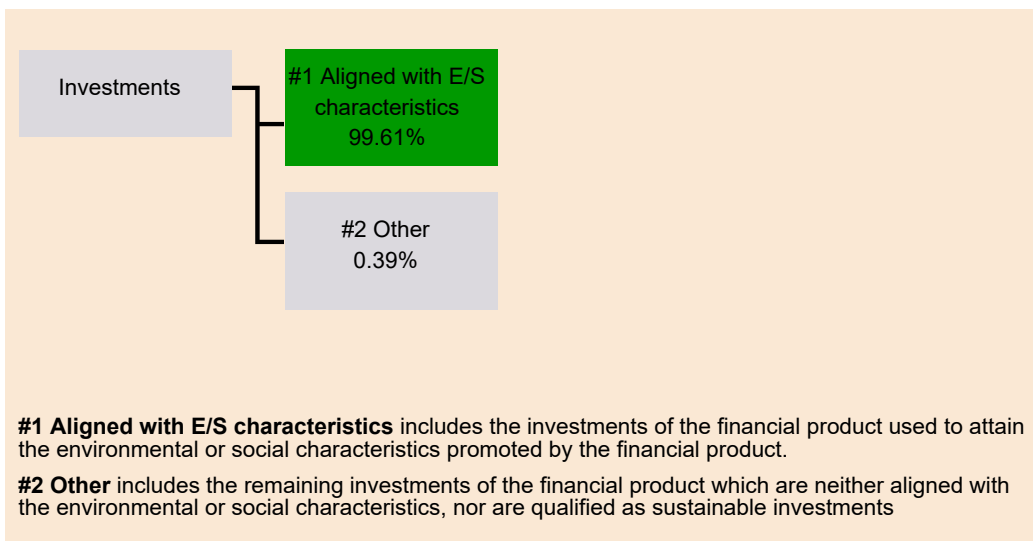 Investments
#1 Aligned with E/S
characteristics
99.61%
#2 Other
0.39%
#1 Aligned with E/S characteristics includes the investments of the financial product used to attain
the environmental or social characteristics promoted by the financial product.
#2 Other includes the remaining investments of the financial product which are neither aligned with
the environmental or social characteristics, nor are qualified as sustainable investments